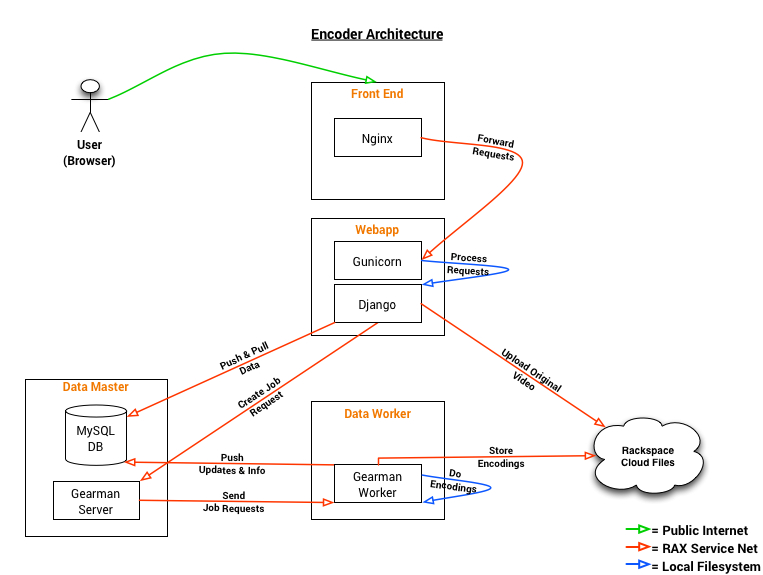 Encoder Architecture
Front End
Nginx
Forward
Requests
User
(Browser)
Webapp
Gunicorn
Process
Requests
Django
Push & Pull
Data
Create Job
Request
Upload Original
Video
Data Master
MySQL
DB
Data Worker
Push
Updates & Info
Store
Encodings
Rackspace
Cloud Files
Gearman
Worker
Do
Encodings
Gearman
Server
Send
Job Requests
= Public Internet
= RAX Service Net
= Local Filesystem